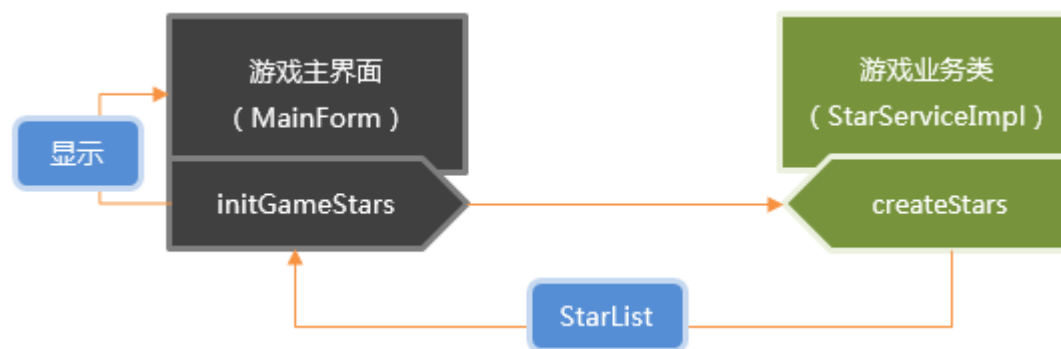 游戏主界面
（MainForm）
initGameStars
显示
游戏业务类
（StarServiceImpl）
createStars
StarList